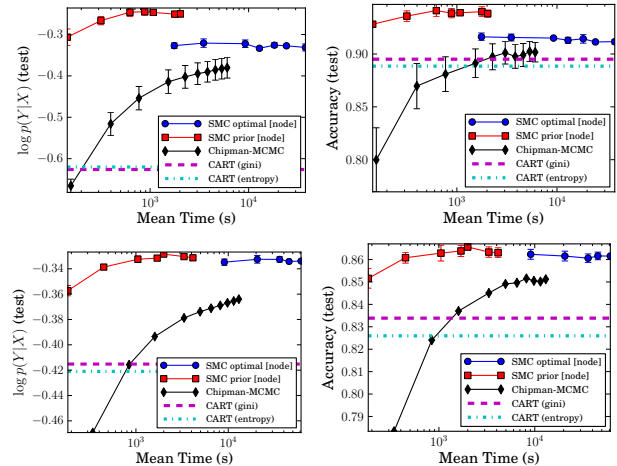 −0.3
−0.4
−0.5
−0.6
log p(Y|X) (test)
SMC optimal [node]
SMC prior [node]
Chipman-MCMC
CART (gini)
CART (entropy)
10³ 10⁴
Mean Time (s)
0.90
0.85
0.80
Accuracy (test)
SMC optimal [node]
SMC prior [node]
Chipman-MCMC
CART (gini)
CART (entropy)
10³ 10⁴
Mean Time (s)
−0.34
−0.36
−0.38
−0.40
−0.42
−0.44
−0.46
log p(Y|X) (test)
SMC optimal [node]
SMC prior [node]
Chipman-MCMC
CART (gini)
CART (entropy)
10³ 10⁴
Mean Time (s)
0.86
0.85
0.84
0.83
0.82
0.81
0.80
0.79
Accuracy (test)
SMC optimal [node]
SMC prior [node]
Chipman-MCMC
CART (gini)
CART (entropy)
10³ 10⁴
Mean Time (s)